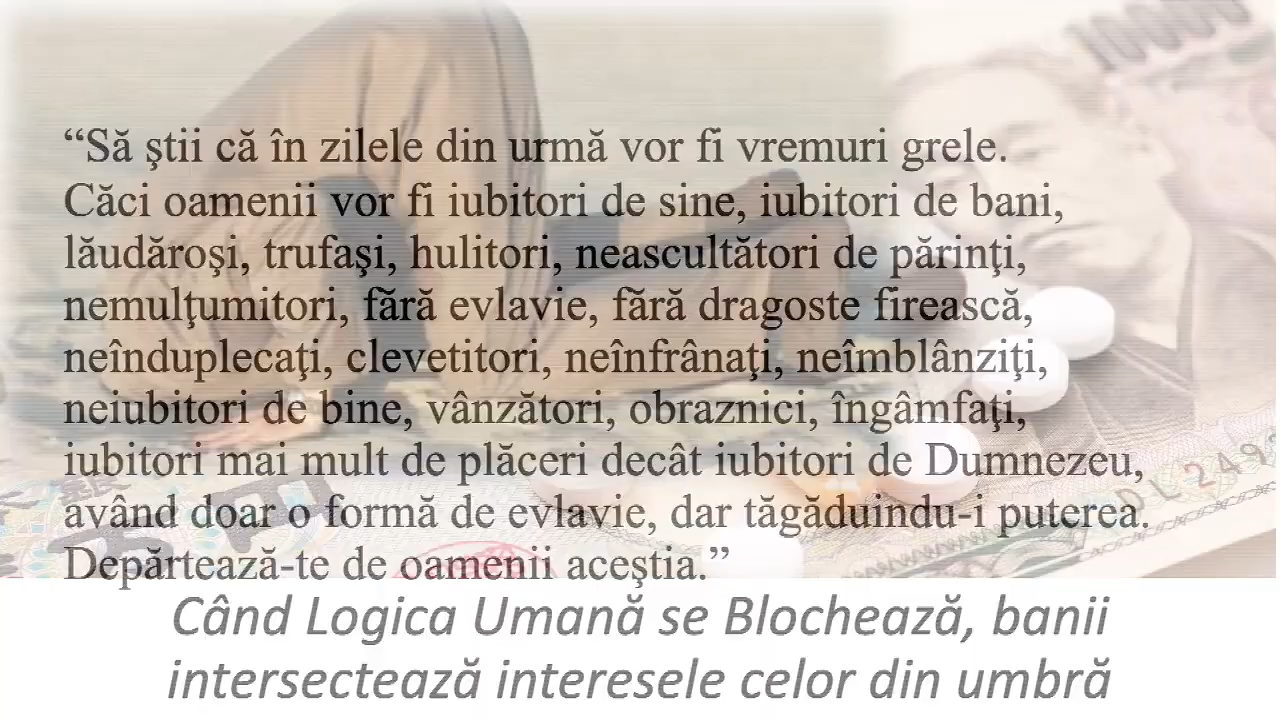 “Să ştii că în zilele din urmă vor fi vremuri grele.
Căci oamenii vor fi iubitori de sine, iubitori de bani,
lăudăroşi, trufaşi, hulitori, neascultători de părinţi,
nemulţumitori, fără evlavie, fără dragoste firească,
neînduplecaţi, clevetitori, neînfrânaţi, neîmblânziţi,
neiubitori de bine, vânzători, obraznici, îngâmfaţi,
iubitori mai mult de plăceri decât iubitori de Dumnezeu,
având doar o formă de evlavie, dar tăgăduindu-i puterea.
Depărtează-te de oamenii aceştia.”
Când Logica Umană se Blochează, banii
intersectează interesele celor din umbră
10000